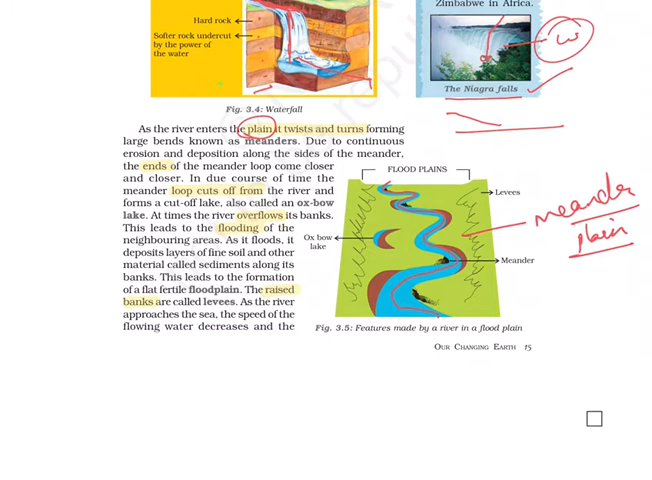 Zimbabwe in Africa.
Hard rock
Softer rock undercut
by the power of
the water
The Niagra falls
Fig. 3.4: Waterfall
As the river enters the plain it twists and turns forming
large bends known as meanders. Due to continuous
erosion and deposition along the sides of the meander,
the ends of the meander loop come closer
and closer. In due course of time the
meander loop cuts off from the river and
forms a cut-off lake, also called an ox-bow
lake. At times the river overflows its banks.
This leads to the flooding of the
neighbouring areas. As it floods, it
deposits layers of fine soil and other
material called sediments along its
banks. This leads to the formation
of a flat fertile floodplain. The raised
banks are called levees. As the river
approaches the sea, the speed of the
flowing water decreases and the
FLOOD PLAINS
Levees
Ox bow
lake
Meander
meander
plain
Fig. 3.5: Features made by a river in a flood plain
OUR CHANGING EARTH 15